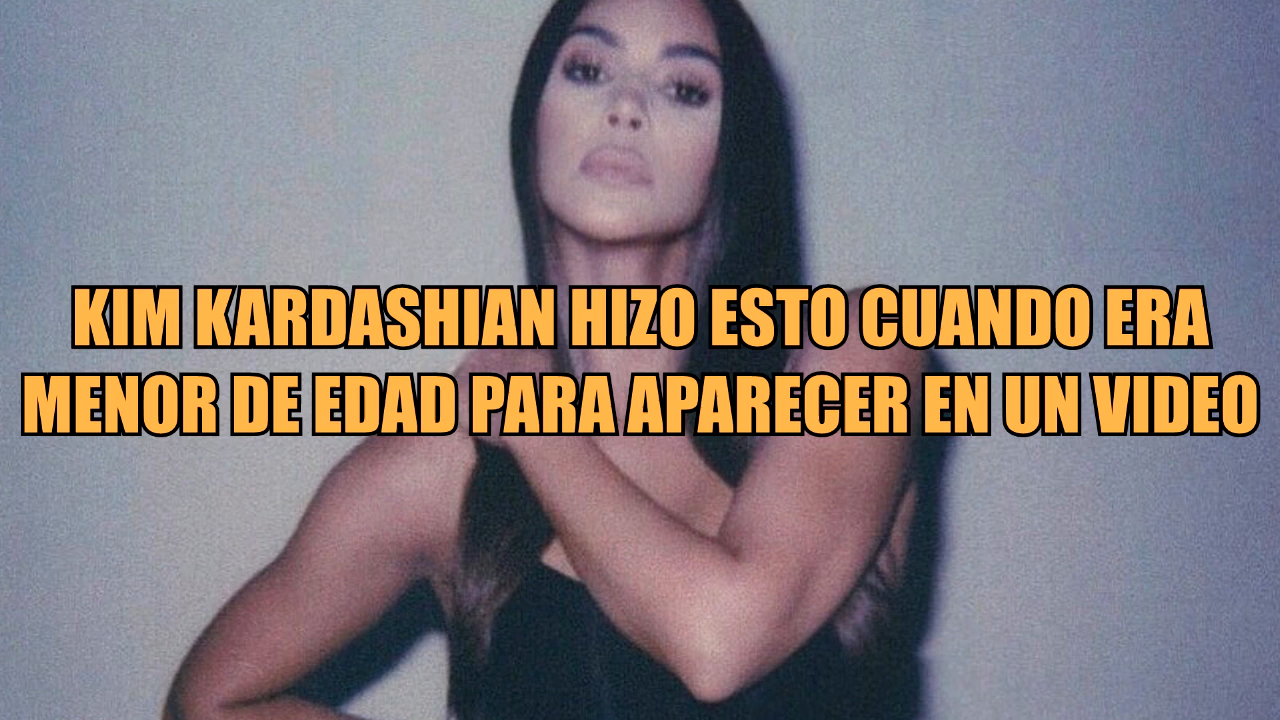 KIM KARDASHIAN HIZO ESTO CUANDO ERA
MENOR DE EDAD PARA APARECER EN UN VIDEO